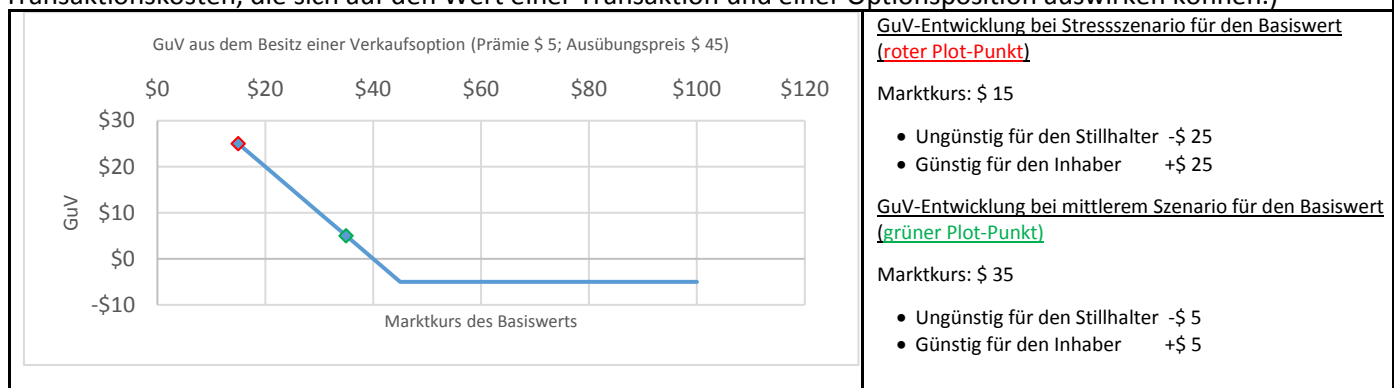 Transaktionskosten, die sich auf den Wert einer Transaktion und einer Optionsposition auswirken können.)
GuV aus dem Besitz einer Verkaufsoption (Prämie $ 5; Ausübungspreis $ 45)
$0 $20 $40 $60 $80 $100 $120
$30
$20
$10
$0
-$10
GuV
Marktkurs des Basiswerts
GuV-Entwicklung bei Stressszenario für den Basiswert
(roter Plot-Punkt)
Marktkurs: $ 15
• Ungünstig für den Stillhalter -$ 25
• Günstig für den Inhaber +$ 25
GuV-Entwicklung bei mittlerem Szenario für den Basiswert
(grüner Plot-Punkt)
Marktkurs: $ 35
• Ungünstig für den Stillhalter -$ 5
• Günstig für den Inhaber +$ 5